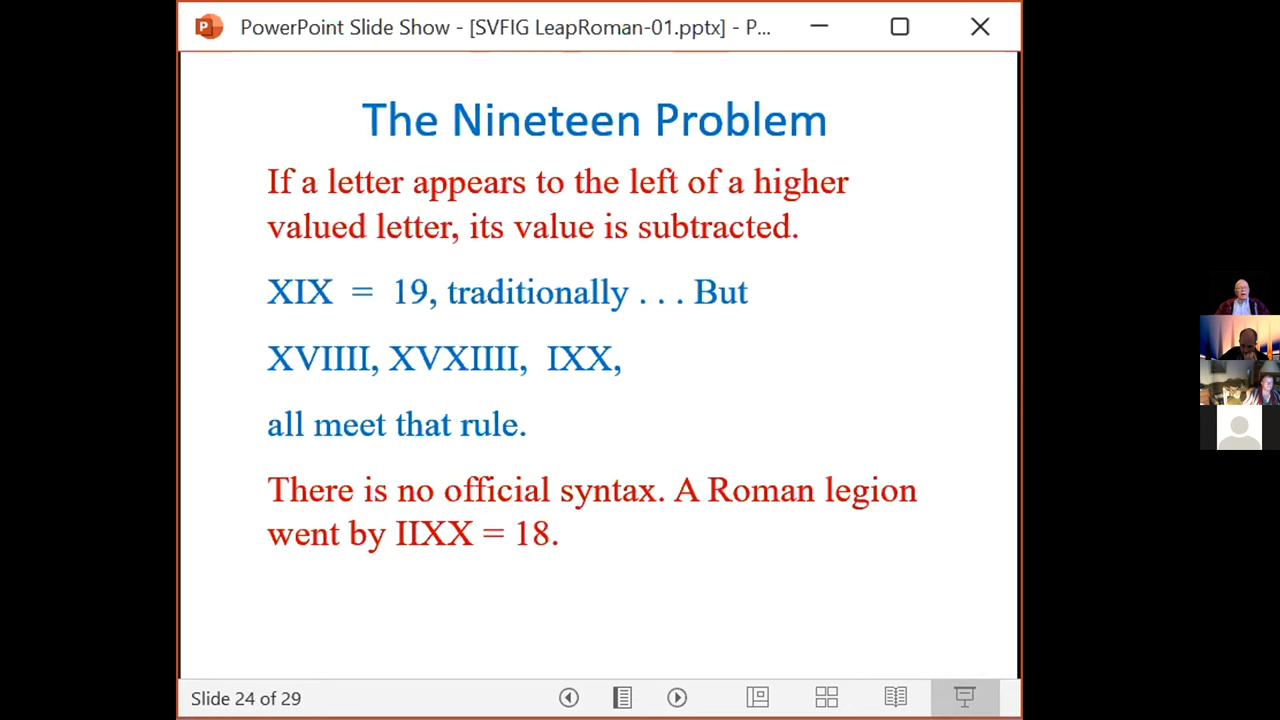 PowerPoint Slide Show - [SVFIG LeapRoman-01.pptx] - P...
The Nineteen Problem
If a letter appears to the left of a higher
valued letter, its value is subtracted.
XIX = 19, traditionally . . . But
XVIIII, XVXIIII, IXX,
all meet that rule.
There is no official syntax. A Roman legion
went by IIXX = 18.
Slide 24 of 29